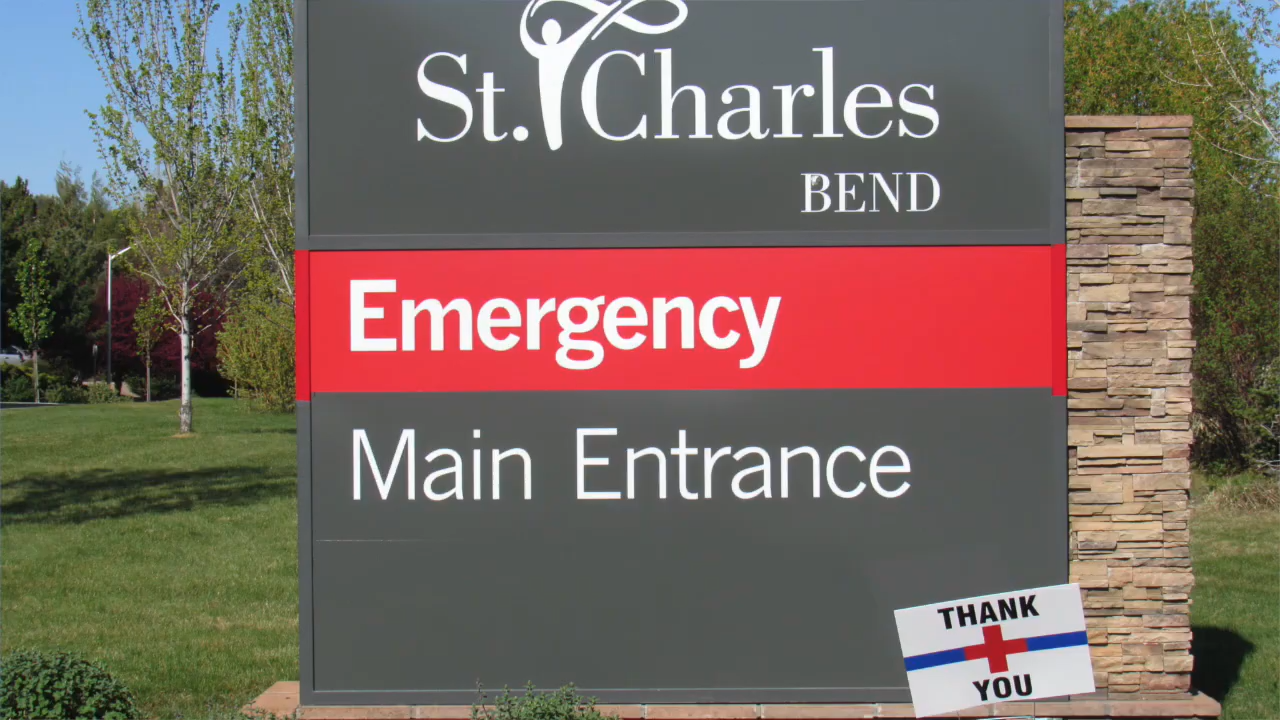 St. Charles
BEND
Emergency
Main Entrance
THANK
YOU